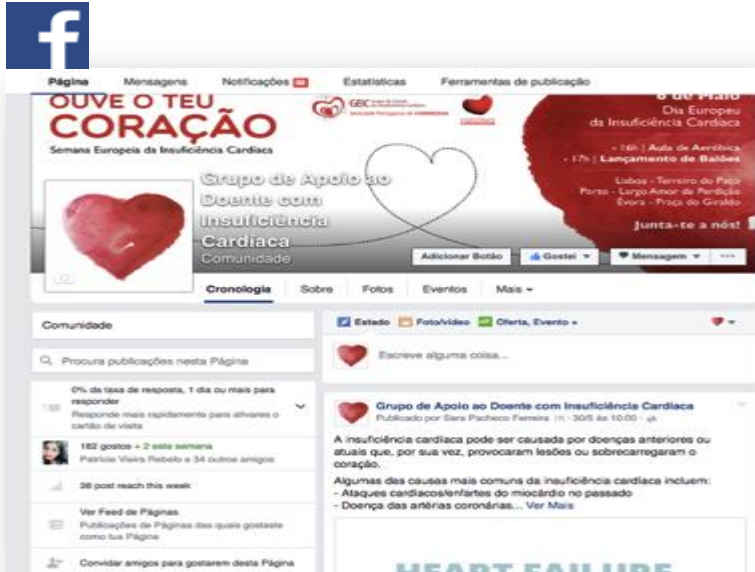 f
Página Mensagens Notificações Estatísticas Ferramentas de publicação
OUVE O TEU
CORAÇÃO
Semana Europeia da Insuficiência Cardíaca
GEIC
8 de Maio
Dia Europeu
da Insuficiência Cardíaca
- 16h | Aula de Aeróbica
- 17h | Lançamento de Balões
Lisboa - Terreiro do Paço
Porto - Largo Amor de Perdição
Évora - Praça do Giraldo
Junta-te a nós!
Grupo de Apoio ao
Doente com
Insuficiência
Cardíaca
Comunidade
Adicionar Botão Gostei Mensagem ...
Cronologia Sobre Fotos Eventos Mais
Comunidade
Procura publicações nesta Página
0% da taxa de resposta, 1 dia ou mais para
responder
Responde mais rapidamente para ativares o
cartão de visita
182 gostos + 2 esta semana
Patrícia Vieira Rebelo e 34 outros amigos
38 post reach this week
Ver Feed de Páginas
Publicações de Páginas das quais gostaste
como tua Página
Convidar amigos para gostarem desta Página
Estado Foto/vídeo Oferta, Evento +
Escreve alguma coisa...
Grupo de Apoio ao Doente com Insuficiência Cardíaca
Publicado por Sara Pacheco Ferreira · 30/5 às 10:00 ·
A insuficiência cardíaca pode ser causada por doenças anteriores ou
atuais que, por sua vez, provocaram lesões ou sobrecarregaram o
coração.
Algumas das causas mais comuns da insuficiência cardíaca incluem:
- Ataques cardíacos/enfartes do miocárdio no passado
- Doença das artérias coronárias... Ver Mais
HEART FAILURE